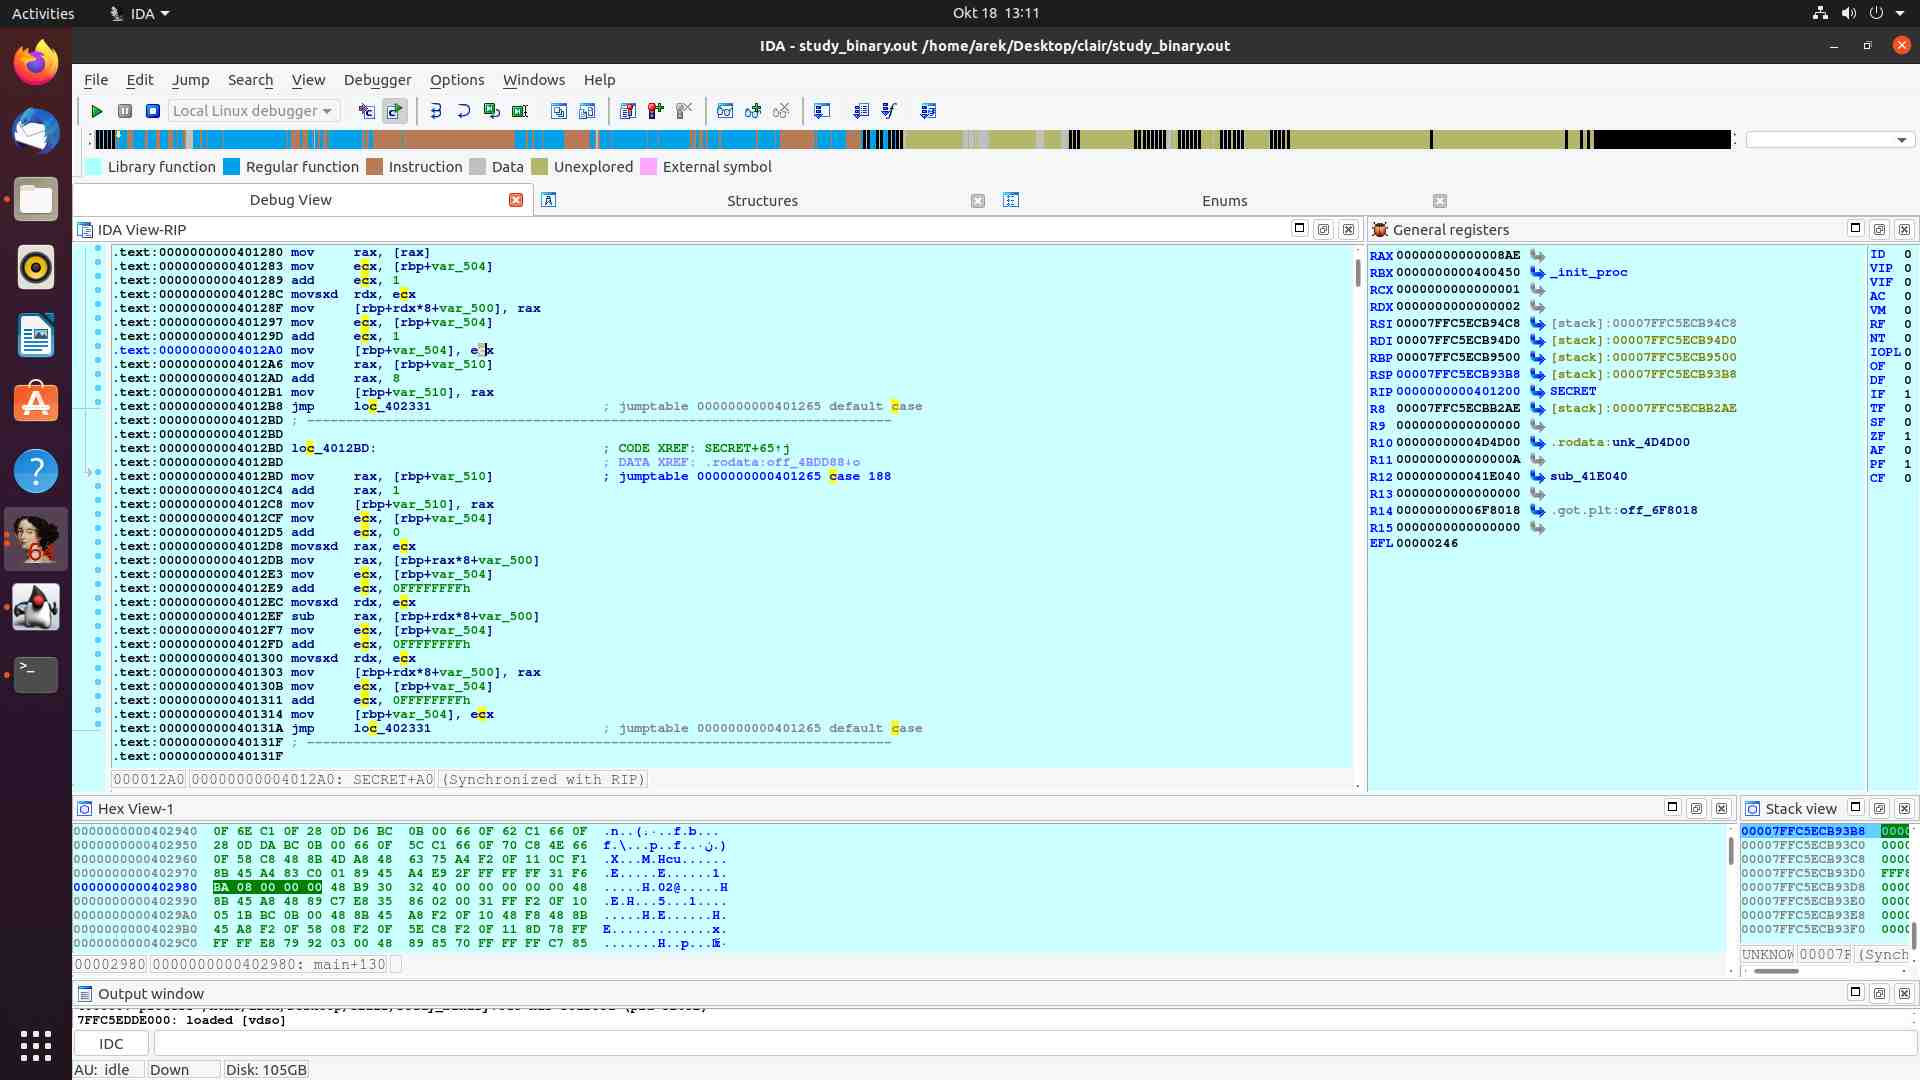 Activities IDA Okt 18 13:11
IDA - study_binary.out /home/arek/Desktop/clair/study_binary.out
File Edit Jump Search View Debugger Options Windows Help
Local Linux debugger
Library function Regular function Instruction Data Unexplored External symbol
Debug View Structures Enums
IDA View-RIP
.text:0000000000401280 mov rax, [rax]
.text:0000000000401283 mov ecx, [rbp+var_504]
.text:0000000000401289 add ecx, 1
.text:000000000040128C movsxd rdx, ecx
.text:000000000040128F mov [rbp+rdx*8+var_500], rax
.text:0000000000401297 mov ecx, [rbp+var_504]
.text:000000000040129D add ecx, 1
.text:00000000004012A0 mov [rbp+var_504], ecx
.text:00000000004012A6 mov rax, [rbp+var_510]
.text:00000000004012AD add rax, 8
.text:00000000004012B1 mov [rbp+var_510], rax
.text:00000000004012B8 jmp loc_402331 ; jumptable 0000000000401265 default case
.text:00000000004012BD ; ---------------------------------------------------------------------------
.text:00000000004012BD
.text:00000000004012BD loc_4012BD: ; CODE XREF: SECRET+65↑j
.text:00000000004012BD ; DATA XREF: .rodata:off_4BDD88↓o
.text:00000000004012BD mov rax, [rbp+var_510] ; jumptable 0000000000401265 case 188
.text:00000000004012C4 add rax, 1
.text:00000000004012C8 mov [rbp+var_510], rax
.text:00000000004012CF mov ecx, [rbp+var_504]
.text:00000000004012D5 add ecx, 0
.text:00000000004012D8 movsxd rax, ecx
.text:00000000004012DB mov rax, [rbp+rax*8+var_500]
.text:00000000004012E3 mov ecx, [rbp+var_504]
.text:00000000004012E9 add ecx, 0FFFFFFFFh
.text:00000000004012EC movsxd rdx, ecx
.text:00000000004012EF sub rax, [rbp+rdx*8+var_500]
.text:00000000004012F7 mov ecx, [rbp+var_504]
.text:00000000004012FD add ecx, 0FFFFFFFFh
.text:0000000000401300 movsxd rdx, ecx
.text:0000000000401303 mov [rbp+rdx*8+var_500], rax
.text:000000000040130B mov ecx, [rbp+var_504]
.text:0000000000401311 add ecx, 0FFFFFFFFh
.text:0000000000401314 mov [rbp+var_504], ecx
.text:000000000040131A jmp loc_402331 ; jumptable 0000000000401265 default case
.text:000000000040131F ; ---------------------------------------------------------------------------
.text:000000000040131F
000012A0 00000000004012A0: SECRET+A0 (Synchronized with RIP)
General registers
RAX 00000000000008AE
RBX 0000000000400450 _init_proc
RCX 0000000000000001
RDX 0000000000000002
RSI 00007FFC5ECB94C8 [stack]:00007FFC5ECB94C8
RDI 00007FFC5ECB94D0 [stack]:00007FFC5ECB94D0
RBP 00007FFC5ECB9500 [stack]:00007FFC5ECB9500
RSP 00007FFC5ECB93B8 [stack]:00007FFC5ECB93B8
RIP 0000000000401200 SECRET
R8 00007FFC5ECBB2AE [stack]:00007FFC5ECBB2AE
R9 0000000000000000
R10 00000000004D4D00 .rodata:unk_4D4D00
R11 000000000000000A
R12 000000000041E040 sub_41E040
R13 0000000000000000
R14 00000000006F8018 .got.plt:off_6F8018
R15 0000000000000000
EFL 00000246
ID 0
VIP 0
VIF 0
AC 0
VM 0
RF 0
NT 0
IOPL 0
OF 0
DF 0
IF 1
TF 0
SF 0
ZF 1
AF 0
PF 1
CF 0
Hex View-1
0000000000402940 0F 6E C1 0F 28 0D D6 BC 0B 00 66 0F 62 C1 66 0F
0000000000402950 28 0D DA BC 0B 00 66 0F 5C C1 66 0F 70 C8 4E 66
0000000000402960 0F 58 C8 48 8B 4D A8 48 63 75 A4 F2 0F 11 0C F1 .X...M.Hcu......
0000000000402970 8B 45 A4 83 C0 01 89 45 A4 E9 2F FF FF FF 31 F6
0000000000402980 BA 08 00 00 00 48 B9 30 32 40 00 00 00 00 00 48 .....H.02@.....H
0000000000402990 8B 45 A8 48 89 C7 E8 35 86 02 00 31 FF F2 0F 10 .E.H...5...1....
00000000004029A0 05 1B BC 0B 00 48 8B 45 A8 F2 0F 10 48 F8 48 8B .....H.E....H.H.
00000000004029B0 45 A8 F2 0F 58 08 F2 0F 5E C8 F2 0F 11 8D 78 FF
00000000004029C0 FF FF E8 79 92 03 00 48 89 85 70 FF FF FF C7 85
00002980 0000000000402980: main+130
Stack view
00007FFC5ECB93B8
00007FFC5ECB93C0
00007FFC5ECB93C8
00007FFC5ECB93D0
00007FFC5ECB93D8
00007FFC5ECB93E0
00007FFC5ECB93E8
00007FFC5ECB93F0
Output window
7FFC5EDDE000: loaded [vdso]
IDC
AU: idle Down Disk: 105GB